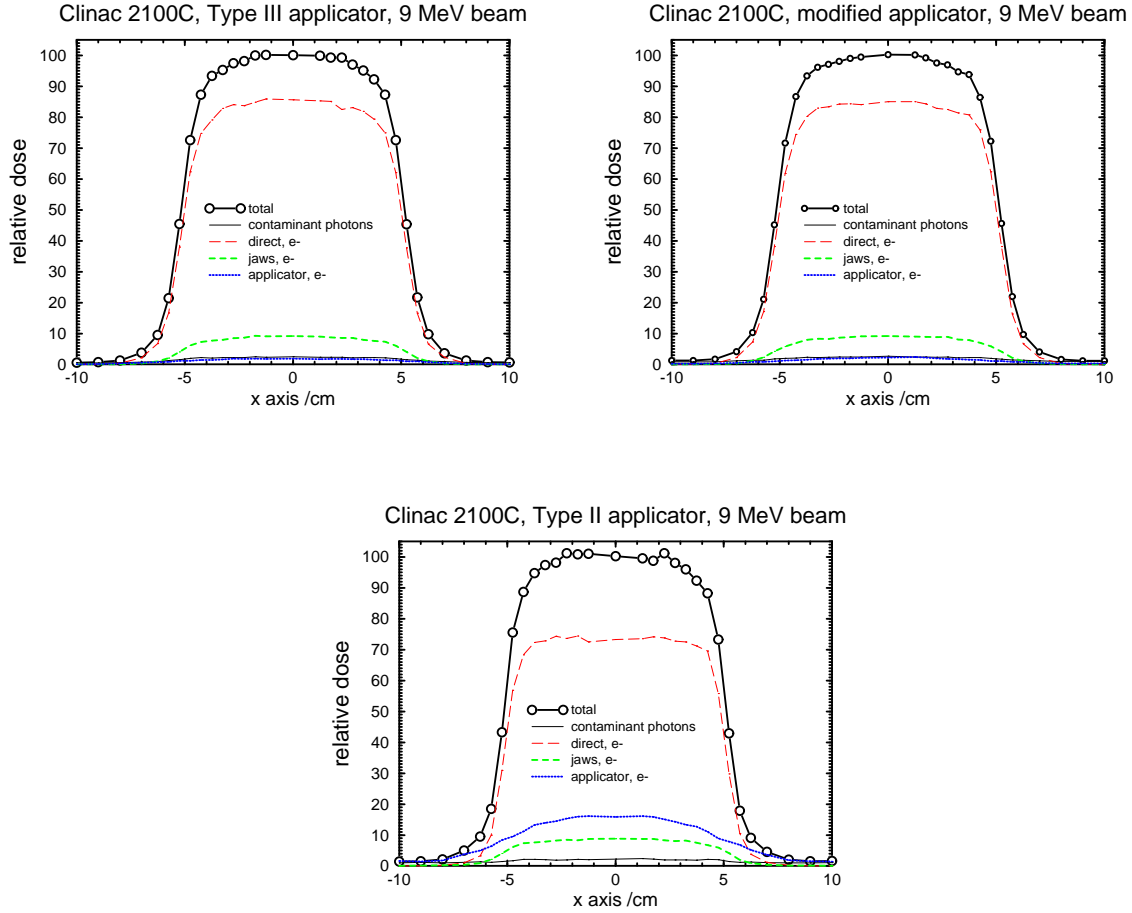 Clinac 2100C, Type III applicator, 9 MeV beam
100
90
80
70
60
50
40
30
20
10
0
relative dose
total
contaminant photons
direct, e-
jaws, e-
applicator, e-
-10
-5
0
5
10
x axis /cm
Clinac 2100C, modified applicator, 9 MeV beam
100
90
80
70
60
50
40
30
20
10
0
relative dose
total
contaminant photons
direct, e-
jaws, e-
applicator, e-
-10
-5
0
5
10
x axis /cm
Clinac 2100C, Type II applicator, 9 MeV beam
100
90
80
70
60
50
40
30
20
10
0
relative dose
total
contaminant photons
direct, e-
jaws, e-
applicator, e-
-10
-5
0
5
10
x axis /cm